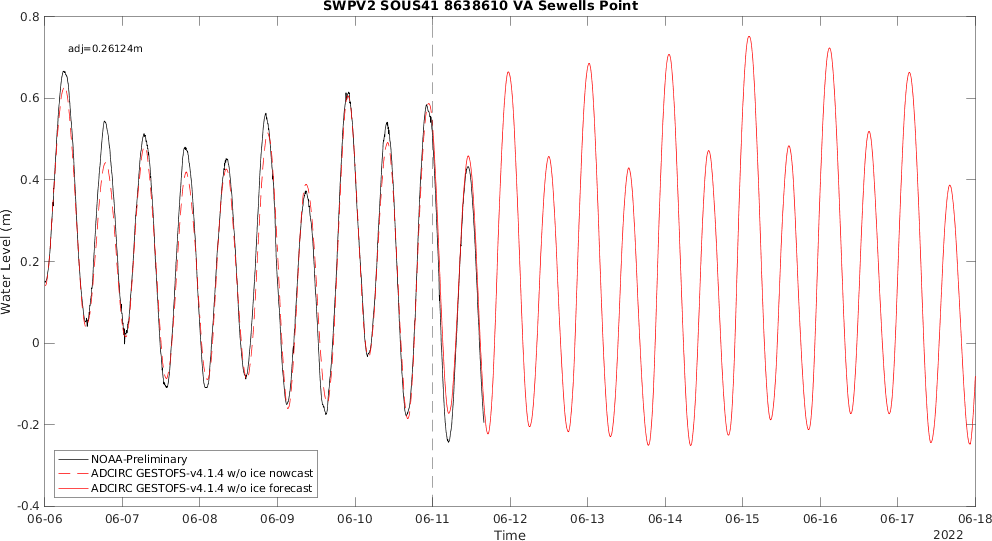 SWPV2 SOUS41 8638610 VA Sewells Point
adj=0.26124m
0.8
0.6
0.4
0.2
0
-0.2
-0.4
Water Level (m)
NOAA-Preliminary
ADCIRC GESTOFS-v4.1.4 w/o ice nowcast
ADCIRC GESTOFS-v4.1.4 w/o ice forecast
06-06 06-07 06-08 06-09 06-10 06-11 06-12 06-13 06-14 06-15 06-16 06-17 06-18
Time
2022